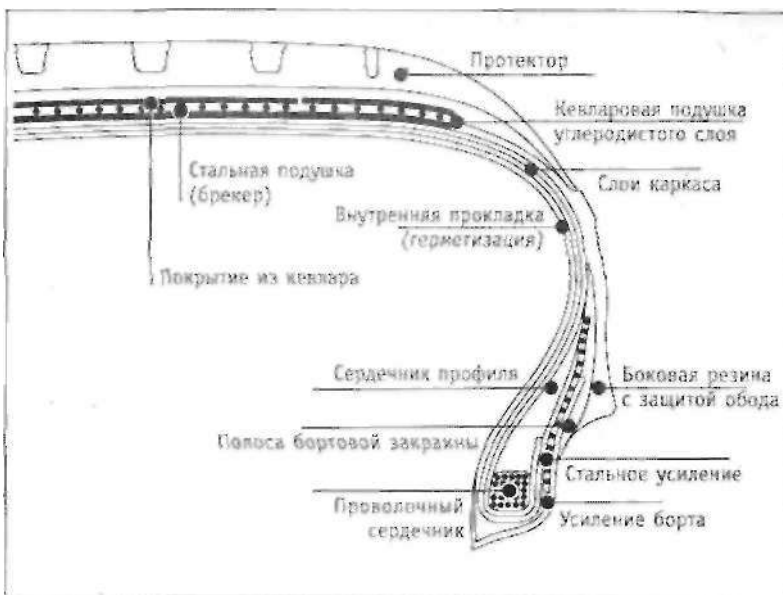 Протектор
Кевларовая подушка
углеродистого слоя
Стальная подушка
(брекер)
Слои каркаса
Внутренняя прокладка
(герметизация)
Покрытие из кевлара
Сердечник профиля
Боковая резина
с защитой обода
Полоса бортовой закраины
Стальное усиление
Проволочный
сердечник
Усиление борта